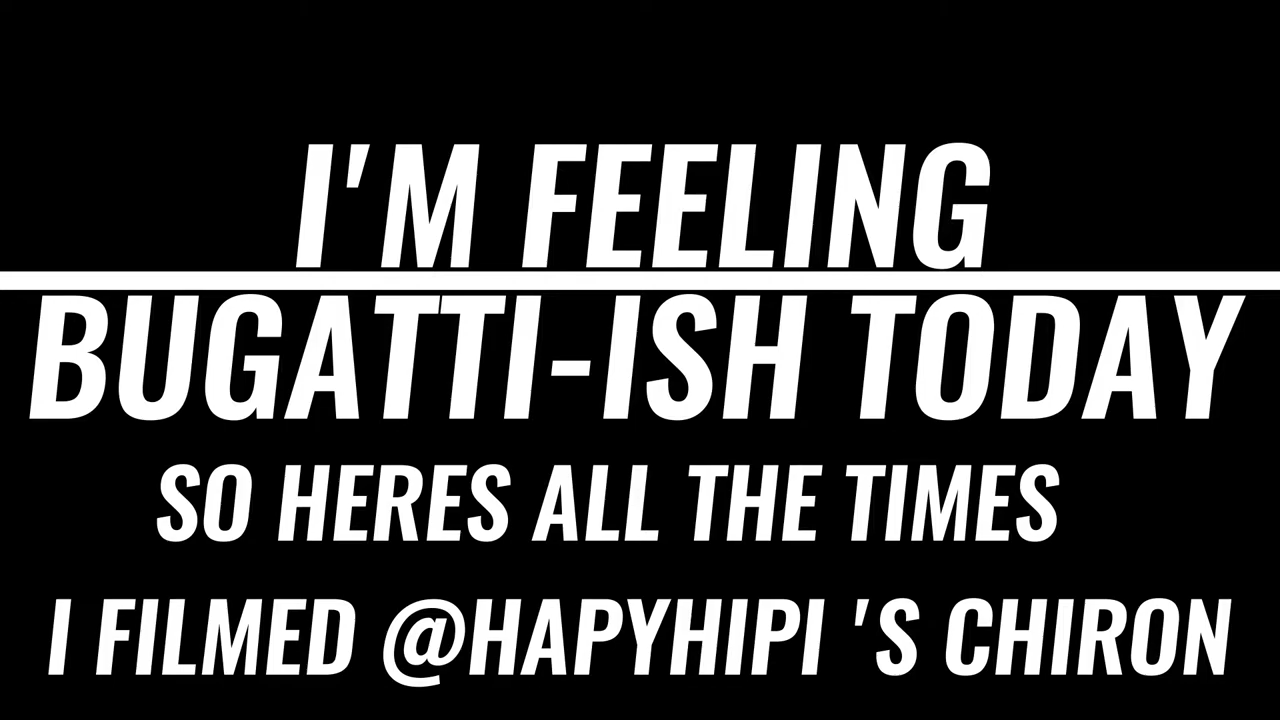 I'M FEELING
BUGATTI-ISH TODAY
SO HERES ALL THE TIMES
I FILMED @HAPYHIPI 'S CHIRON